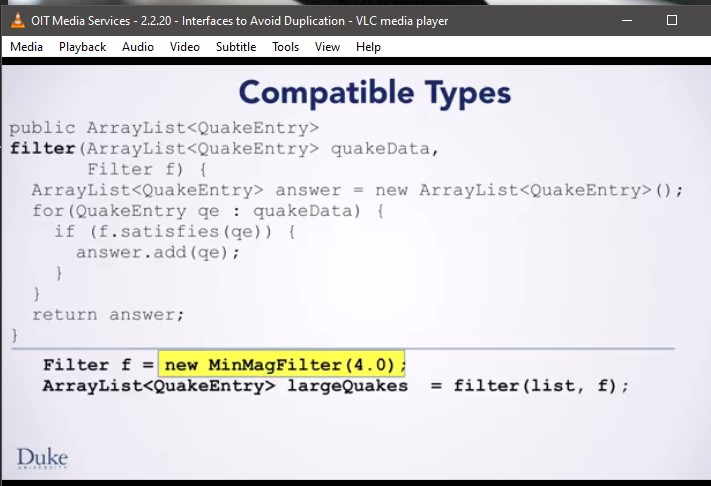 OIT Media Services - 2.2.20 - Interfaces to Avoid Duplication - VLC media player
Media Playback Audio Video Subtitle Tools View Help
Compatible Types
public ArrayList<QuakeEntry>
filter(ArrayList<QuakeEntry> quakeData,
Filter f) {
ArrayList<QuakeEntry> answer = new ArrayList<QuakeEntry>();
for(QuakeEntry qe : quakeData) {
if (f.satisfies(qe)) {
answer.add(qe);
}
}
return answer;
}
Filter f = new MinMagFilter(4.0);
ArrayList<QuakeEntry> largeQuakes = filter(list, f);
Duke
UNIVERSITY